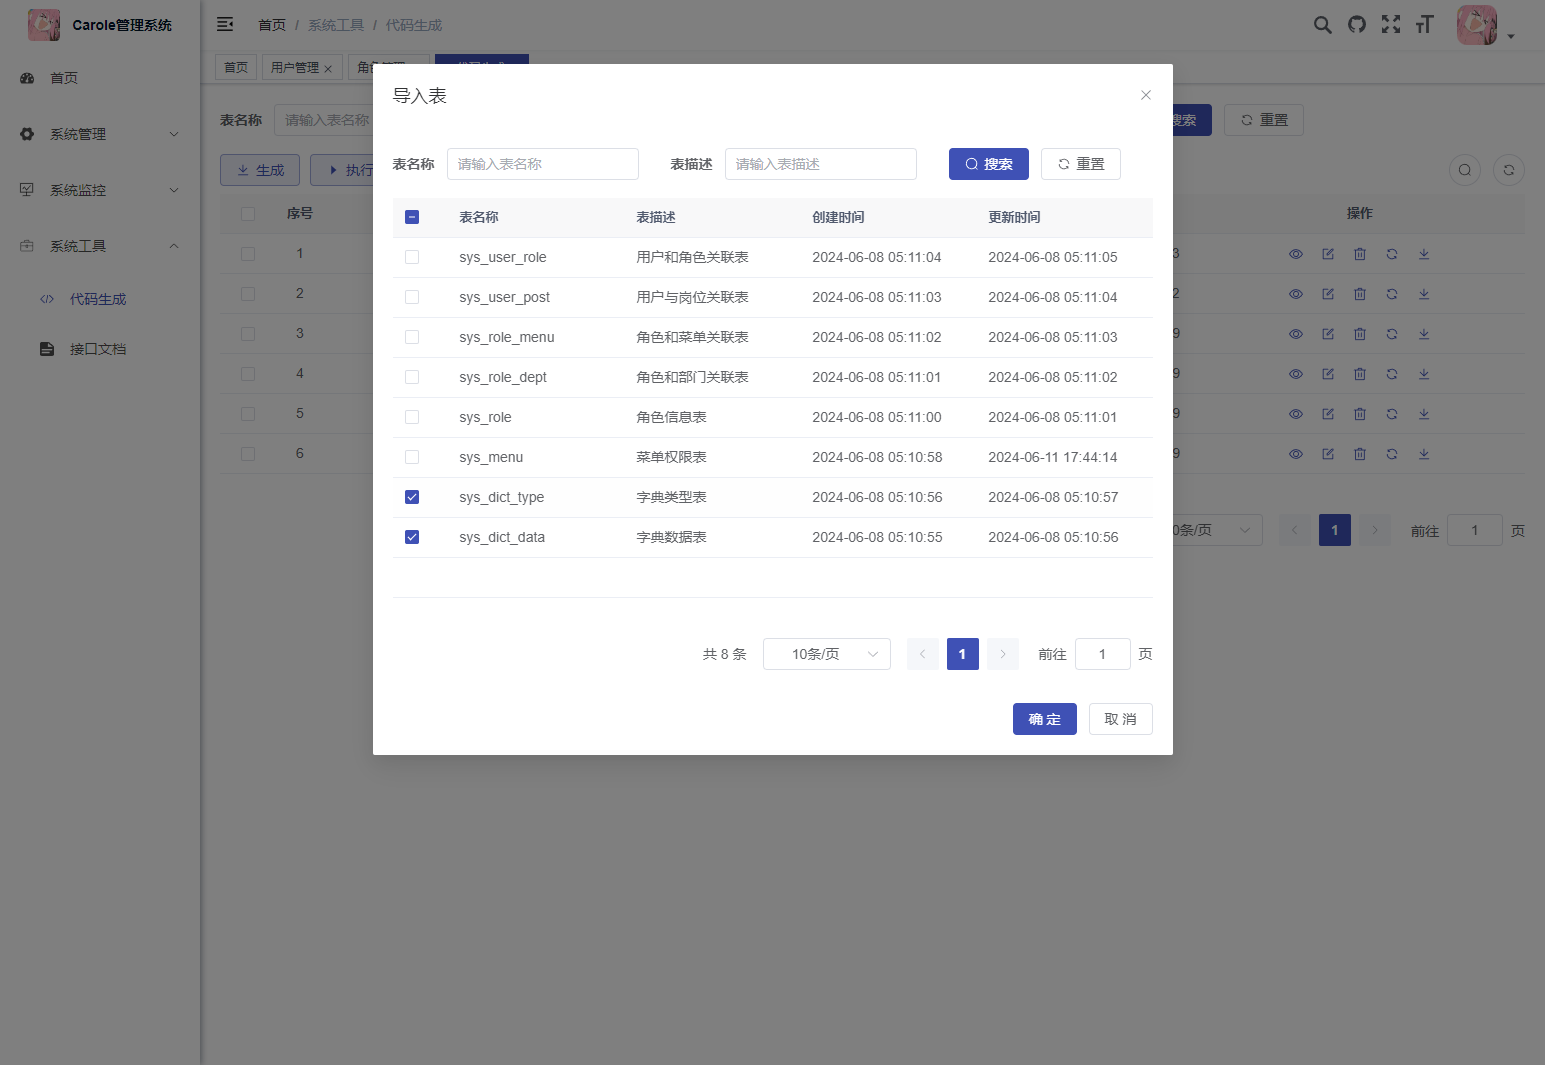 Carole管理系统
首页 / 系统工具 / 代码生成
首页
用户管理
首页
系统管理
系统监控
系统工具
代码生成
接口文档
表名称 请输入表名称
搜索 重置
生成 执行
序号 操作
1 3
2 2
3 9
4 9
5 9
6 9
0条/页 1 前往 1 页
导入表
表名称 请输入表名称 表描述 请输入表描述 搜索 重置
表名称 表描述 创建时间 更新时间
sys_user_role 用户和角色关联表 2024-06-08 05:11:04 2024-06-08 05:11:05
sys_user_post 用户与岗位关联表 2024-06-08 05:11:03 2024-06-08 05:11:04
sys_role_menu 角色和菜单关联表 2024-06-08 05:11:02 2024-06-08 05:11:03
sys_role_dept 角色和部门关联表 2024-06-08 05:11:01 2024-06-08 05:11:02
sys_role 角色信息表 2024-06-08 05:11:00 2024-06-08 05:11:01
sys_menu 菜单权限表 2024-06-08 05:10:58 2024-06-11 17:44:14
sys_dict_type 字典类型表 2024-06-08 05:10:56 2024-06-08 05:10:57
sys_dict_data 字典数据表 2024-06-08 05:10:55 2024-06-08 05:10:56
共 8 条 10条/页 1 前往 1 页
确 定 取 消